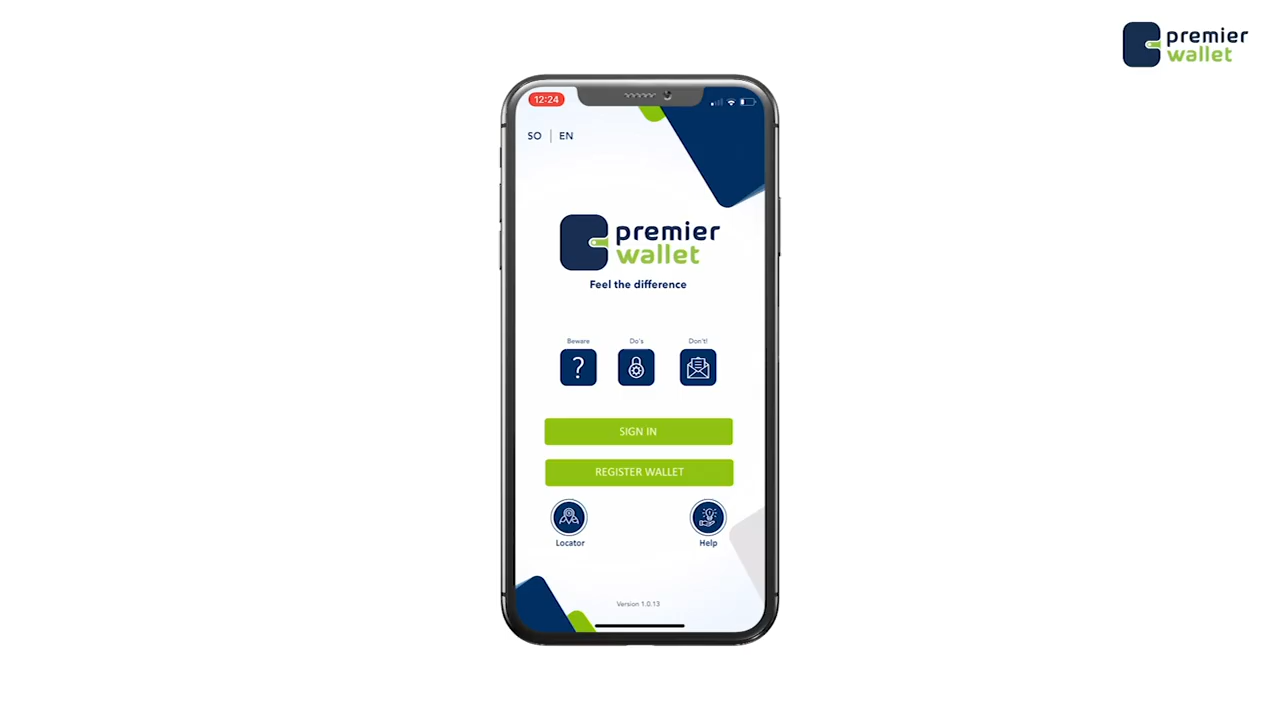 premier
wallet
12:24
SO | EN
premier
wallet
Feel the difference
Beware
Do's
Don't!
?
SIGN IN
REGISTER WALLET
Locator
Help
Version 1.0.13